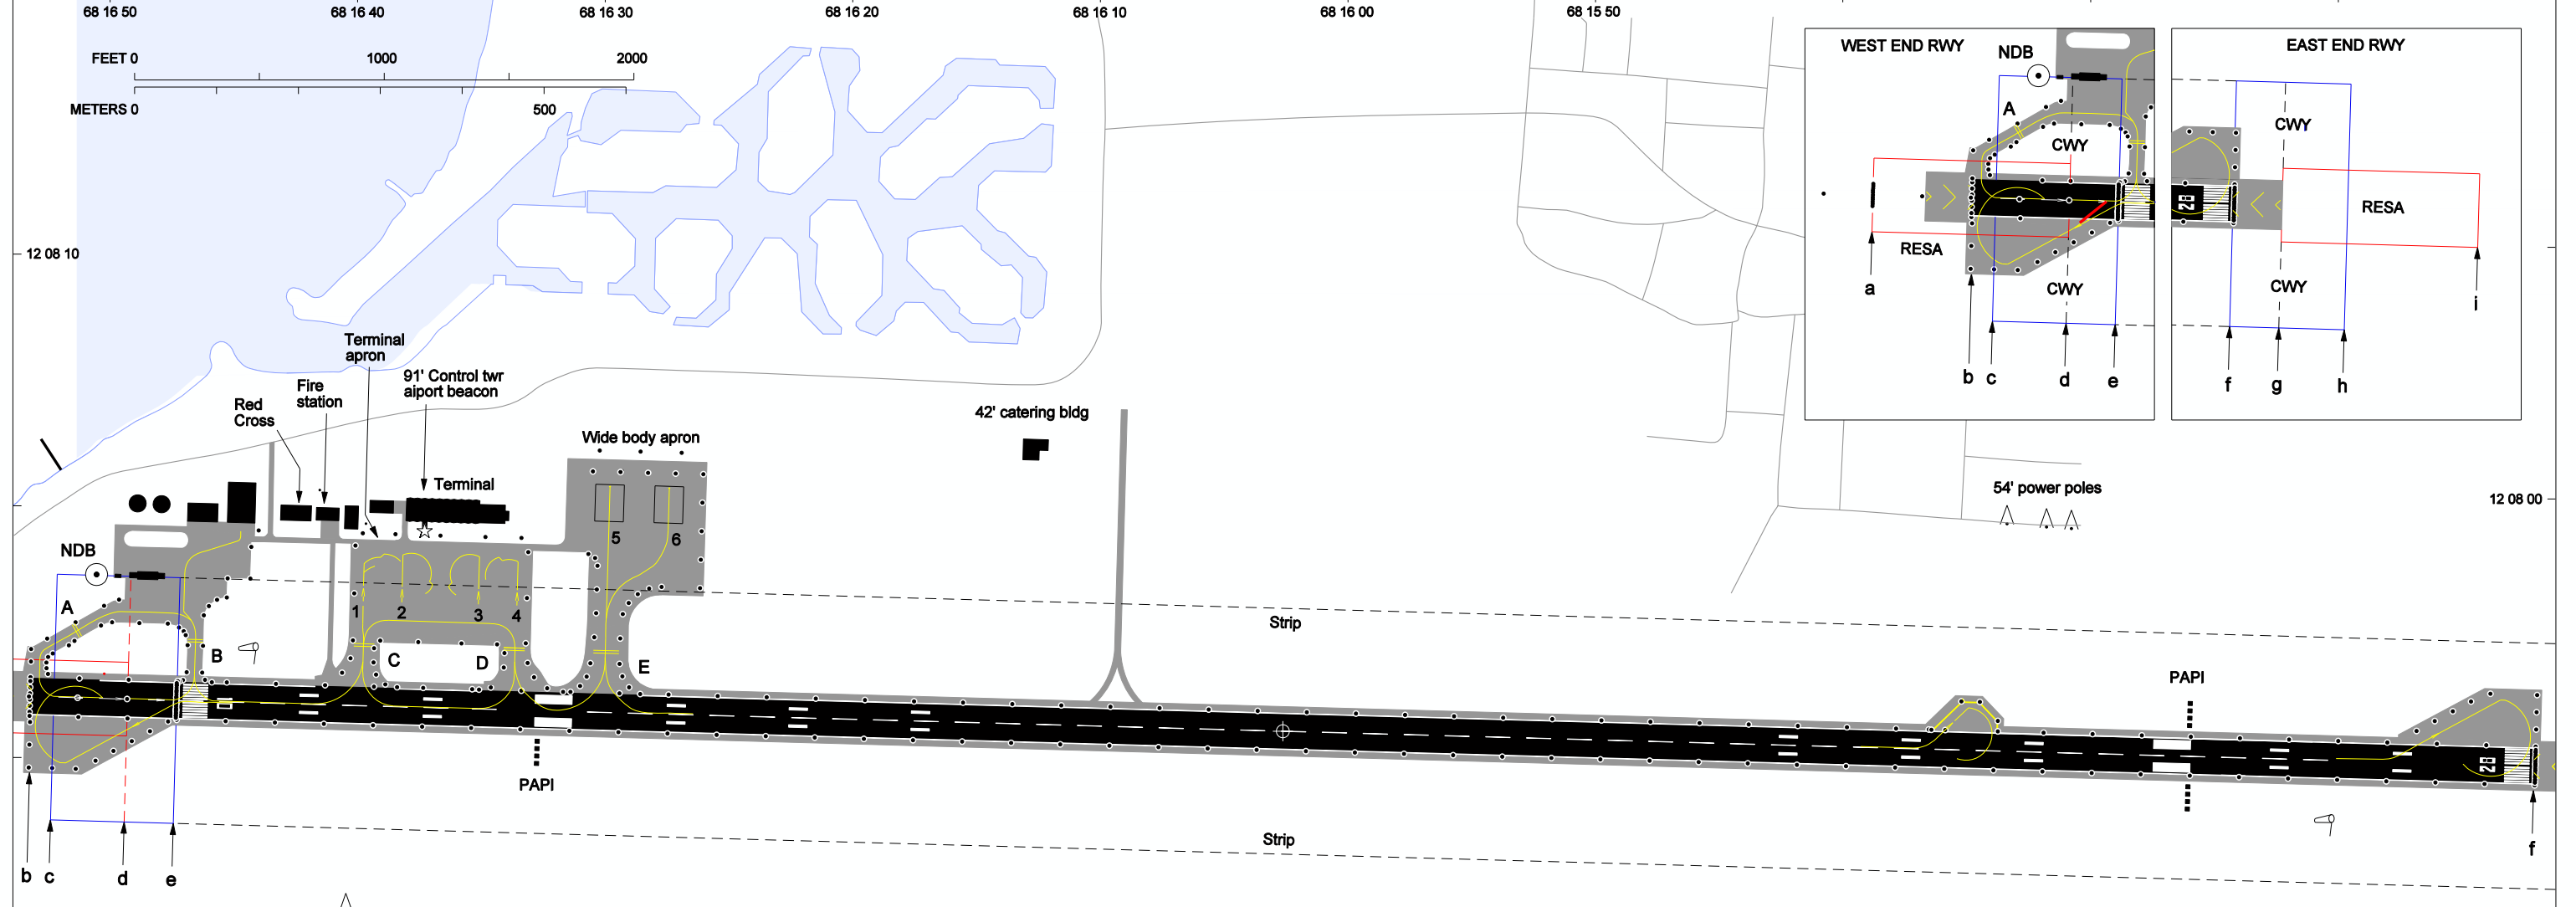 68 16 50
68 16 40
68 16 30
68 16 20
68 16 10
68 16 00
68 15 50
FEET 0
1000
2000
METERS 0
500
WEST END RWY
NDB
A
CWY
RESA
CWY
a
b
c
d
e
EAST END RWY
CWY
28
RESA
CWY
f
g
h
i
12 08 10
Terminal
apron
91' Control twr
aiport beacon
Fire
station
Red
Cross
Wide body apron
42' catering bldg
Terminal
54' power poles
12 08 00
5
6
NDB
A
B
1
2
3
4
C
D
E
Strip
PAPI
PAPI
28
Strip
b
c
d
e
f